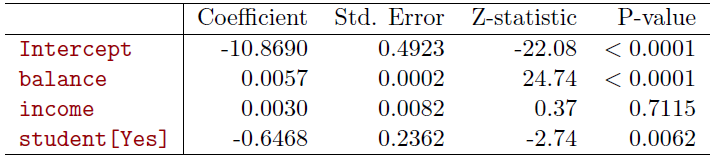 Coefficient Std. Error Z-statistic P-value
Intercept -10.8690 0.4923 -22.08 < 0.0001
balance 0.0057 0.0002 24.74 < 0.0001
income 0.0030 0.0082 0.37 0.7115
student[Yes] -0.6468 0.2362 -2.74 0.0062